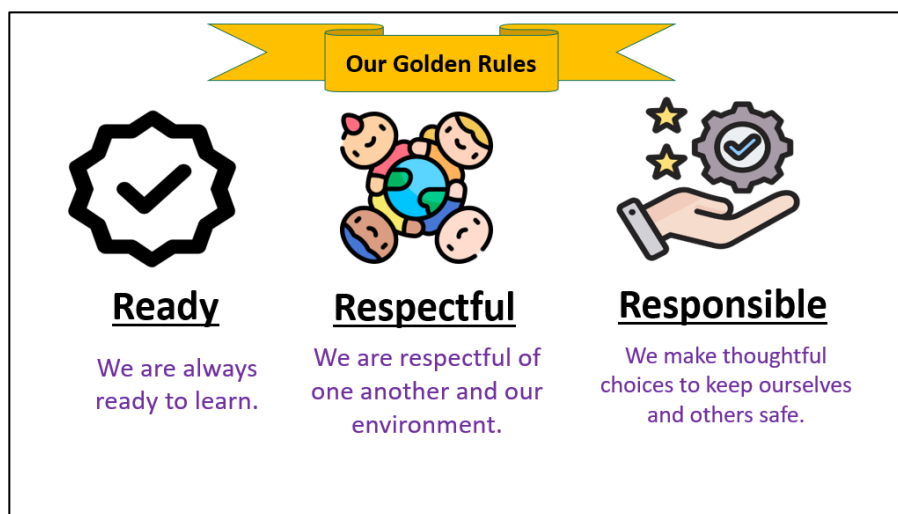 Our Golden Rules
Ready
We are always
ready to learn.
Respectful
We are respectful of
one another and our
environment.
Responsible
We make thoughtful
choices to keep ourselves
and others safe.